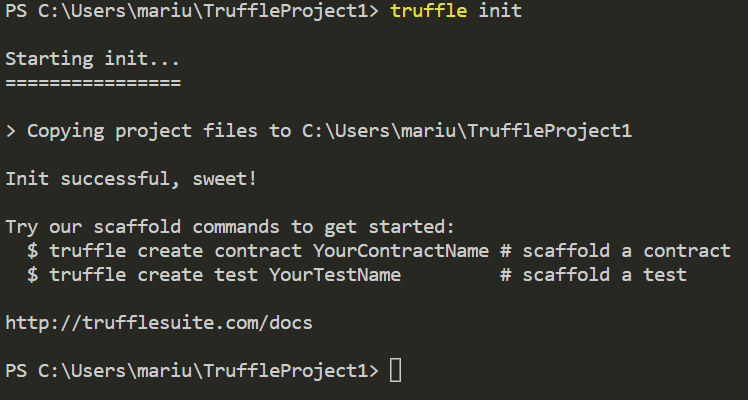 PS C:\Users\mariu\TruffleProject1> truffle init
Starting init...
================
> Copying project files to C:\Users\mariu\TruffleProject1
Init successful, sweet!
Try our scaffold commands to get started:
  $ truffle create contract YourContractName # scaffold a contract
  $ truffle create test YourTestName         # scaffold a test
http://trufflesuite.com/docs
PS C:\Users\mariu\TruffleProject1>